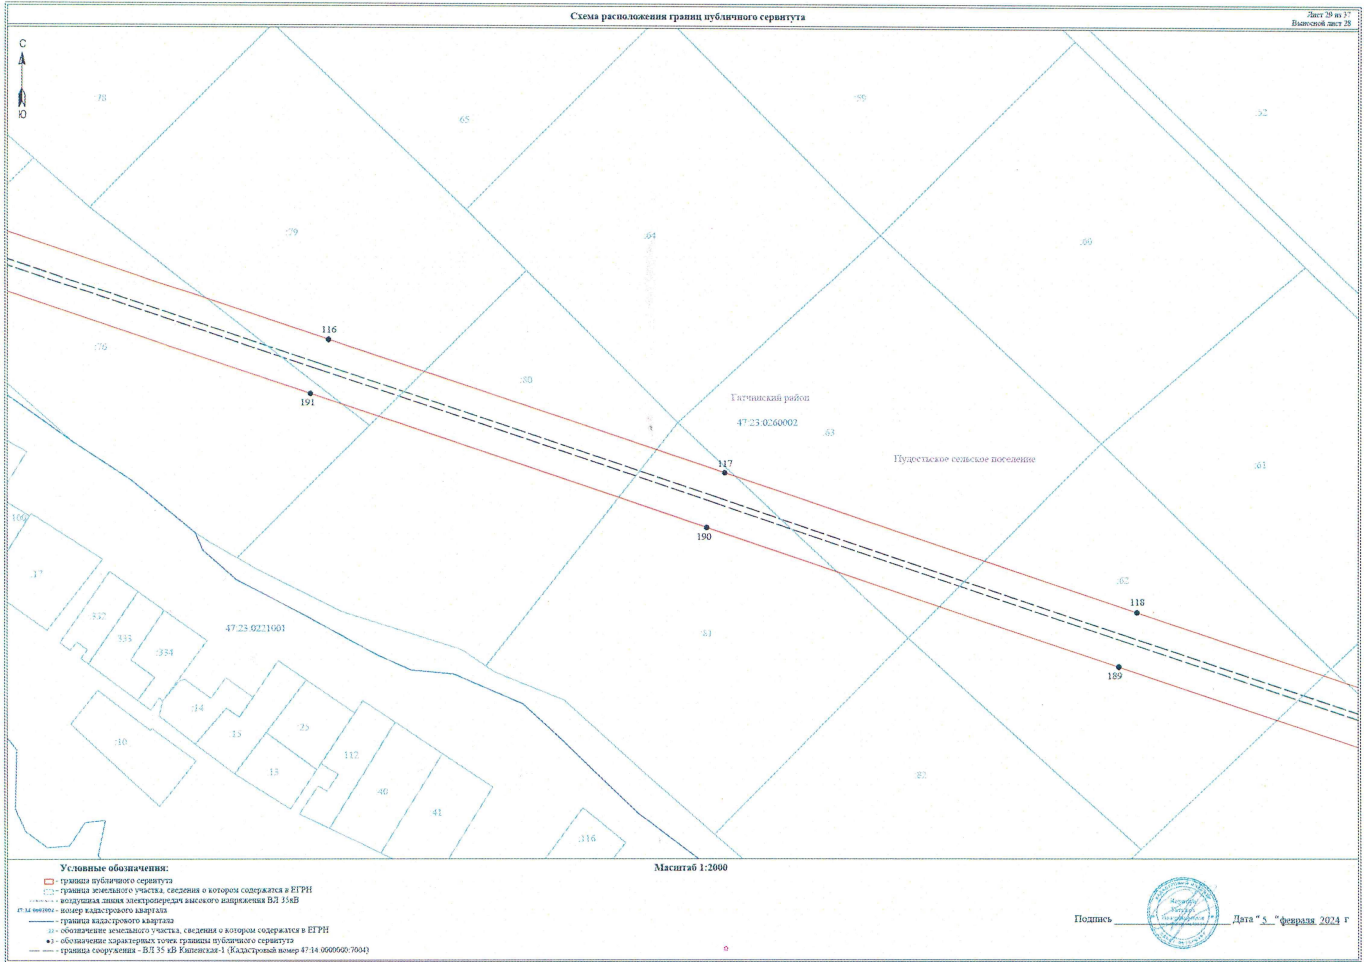 Схема расположения границ публичного сервитута
Лист 29 из 37
Выносной лист 28
С
Ю
:78
65
:59
:52
:79
:64
:60
116
:76
191
:80
Гатчинский район
47:23:0260002
:63
Пудостьское сельское поселение
:61
117
190
:17
:62
118
332
333
:334
47:23:0221001
:81
189
:14
15
:25
:10
13
112
40
41
:82
:116
Условные обозначения:
Масштаб 1:2000
- граница публичного сервитута
- граница земельного участка, сведения о котором содержатся в ЕГРН
- воздушная линия электропередач высокого напряжения ВЛ 35кВ
- номер кадастрового квартала
- граница кадастрового квартала
- обозначение земельного участка, сведения о котором содержатся в ЕГРН
- обозначение характерных точек границы публичного сервитута
- граница сооружения - ВЛ 35 кВ Кипенская-1 (Кадастровый номер 47:14:0000000:7004)
Подпись
Дата "5" февраля 2024 г